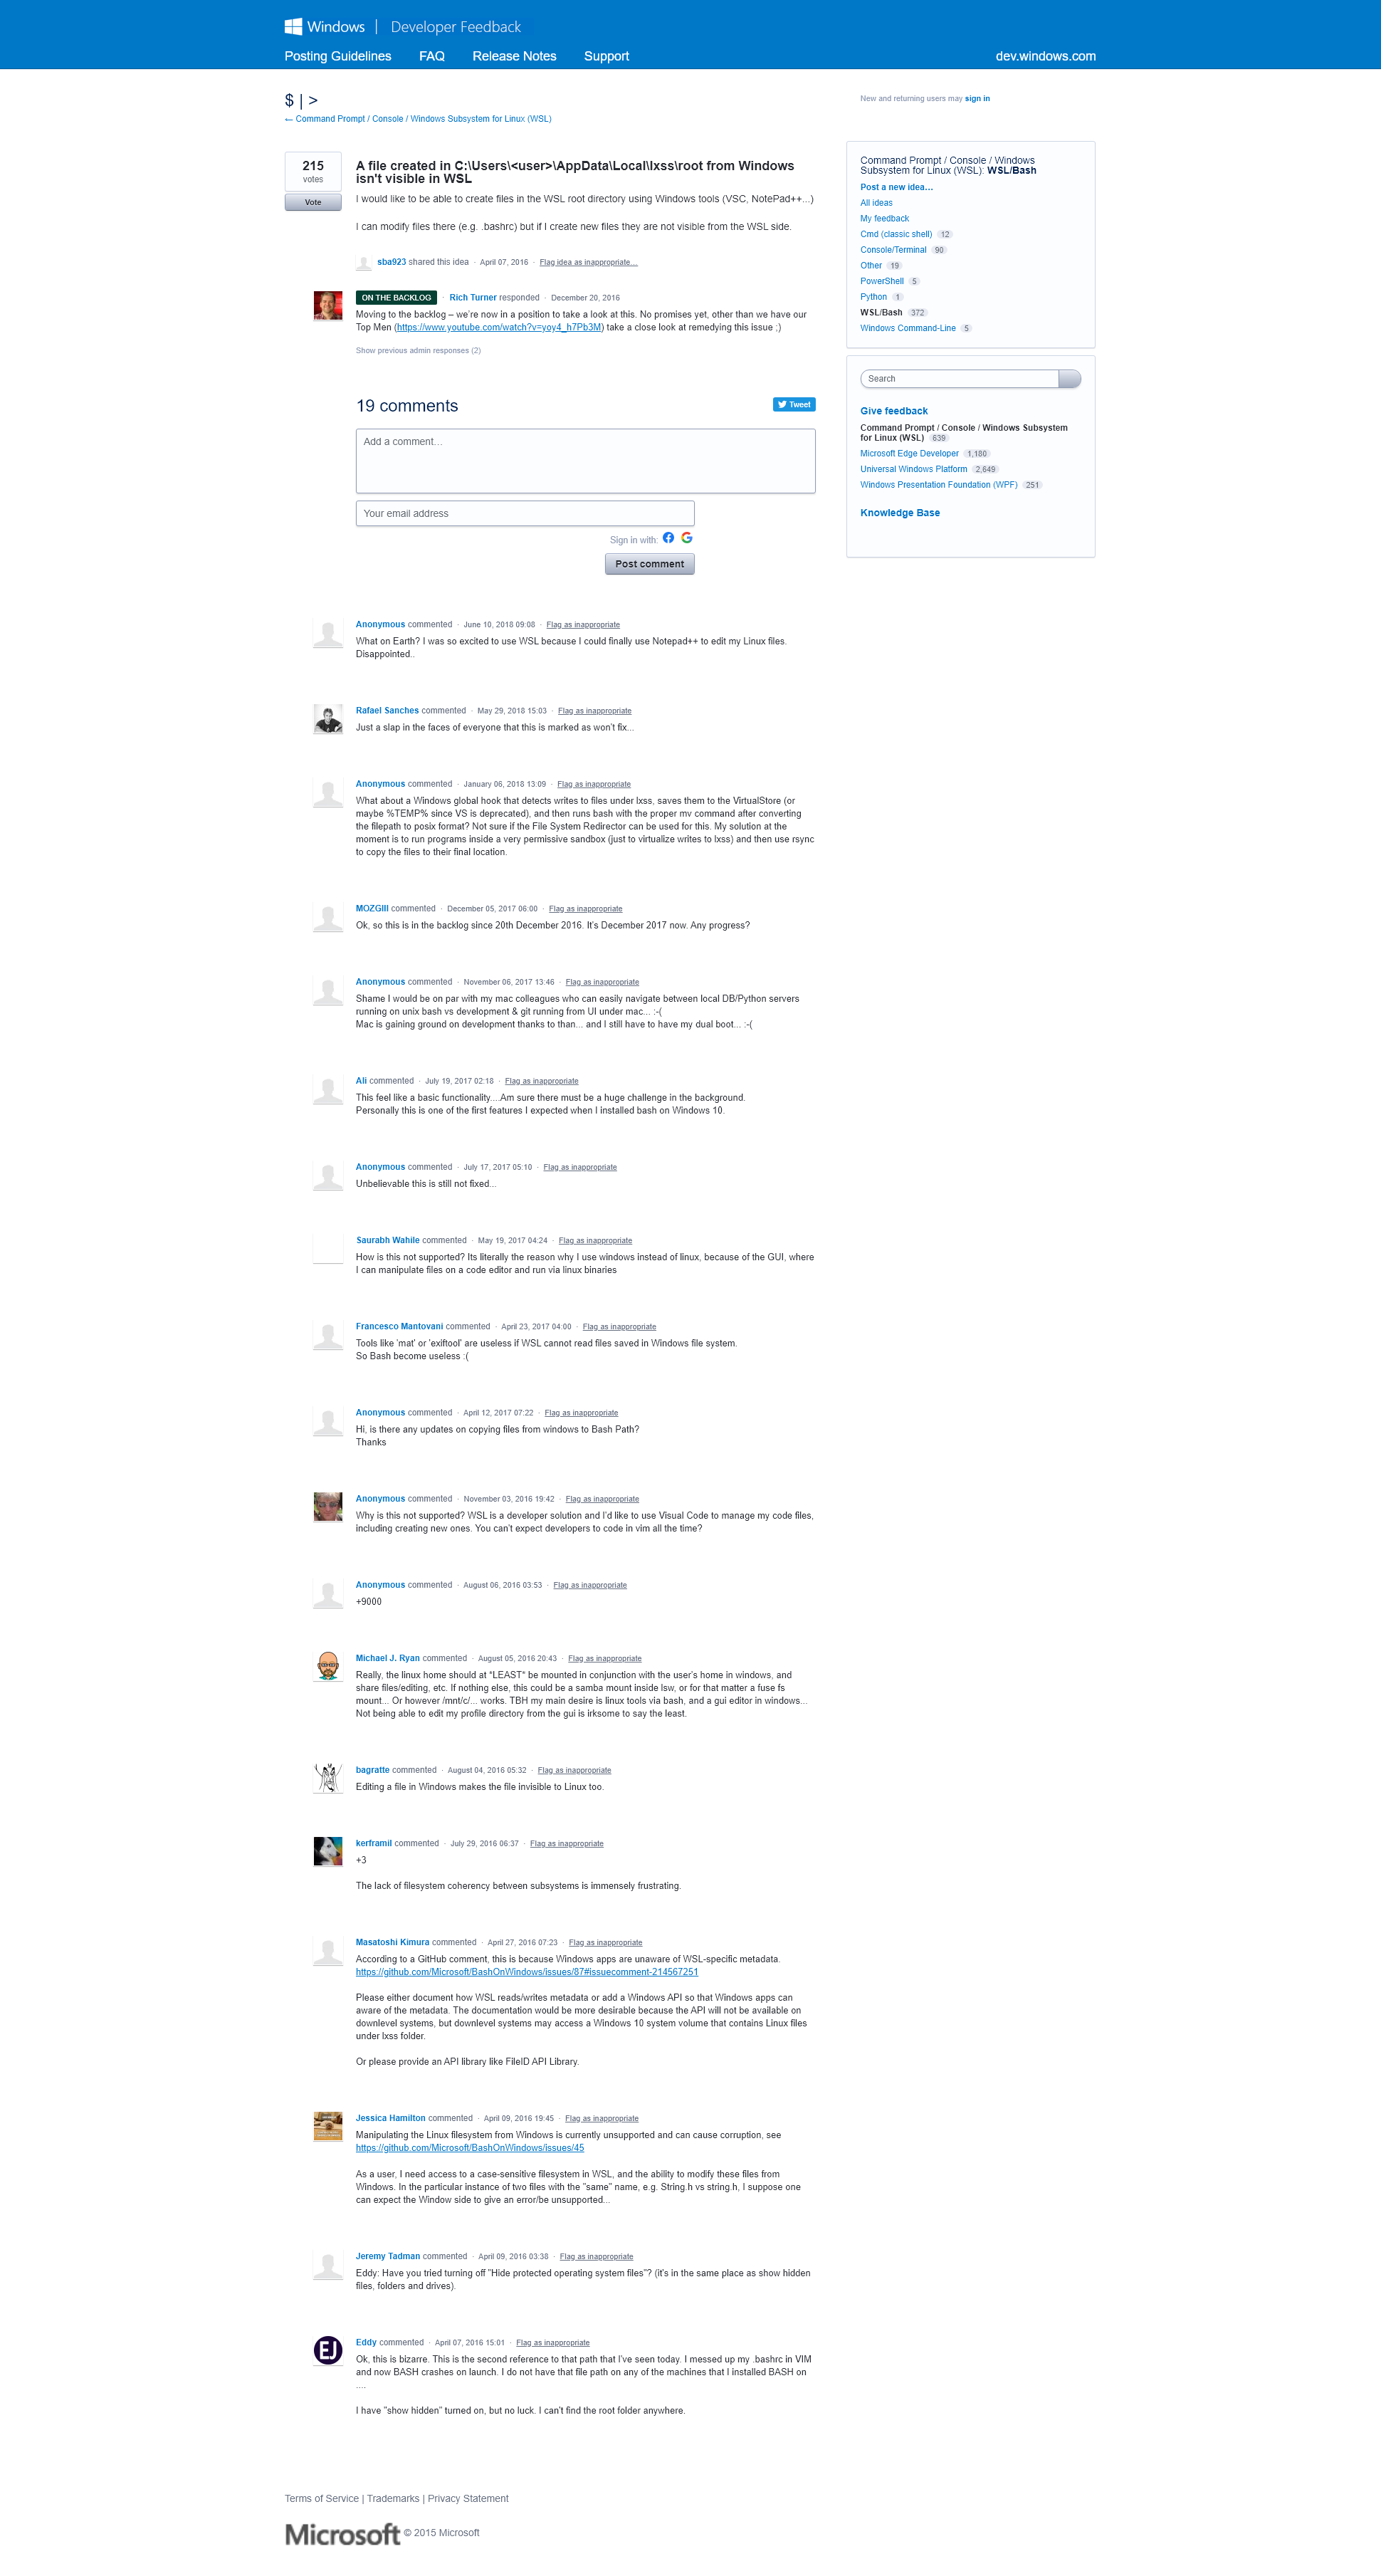 Windows | Developer Feedback
Posting Guidelines FAQ Release Notes Support dev.windows.com
$ | >
← Command Prompt / Console / Windows Subsystem for Linux (WSL)
New and returning users may sign in
215
votes
Vote
A file created in C:\Users\<user>\AppData\Local\lxss\root from Windows
isn't visible in WSL
I would like to be able to create files in the WSL root directory using Windows tools (VSC, NotePad++...)
I can modify files there (e.g. .bashrc) but if I create new files they are not visible from the WSL side.
sba923 shared this idea · April 07, 2016 · Flag idea as inappropriate…
ON THE BACKLOG · Rich Turner responded · December 20, 2016
Moving to the backlog – we're now in a position to take a look at this. No promises yet, other than we have our
Top Men (https://www.youtube.com/watch?v=yoy4_h7Pb3M) take a close look at remedying this issue ;)
Show previous admin responses (2)
19 comments
Tweet
Add a comment…
Your email address
Sign in with:
Post comment
Anonymous commented · June 10, 2018 09:08 · Flag as inappropriate
What on Earth? I was so excited to use WSL because I could finally use Notepad++ to edit my Linux files.
Disappointed..
Rafael Sanches commented · May 29, 2018 15:03 · Flag as inappropriate
Just a slap in the faces of everyone that this is marked as won't fix...
Anonymous commented · January 06, 2018 13:09 · Flag as inappropriate
What about a Windows global hook that detects writes to files under lxss, saves them to the VirtualStore (or
maybe %TEMP% since VS is deprecated), and then runs bash with the proper mv command after converting
the filepath to posix format? Not sure if the File System Redirector can be used for this. My solution at the
moment is to run programs inside a very permissive sandbox (just to virtualize writes to lxss) and then use rsync
to copy the files to their final location.
MOZGIII commented · December 05, 2017 06:00 · Flag as inappropriate
Ok, so this is in the backlog since 20th December 2016. It's December 2017 now. Any progress?
Anonymous commented · November 06, 2017 13:46 · Flag as inappropriate
Shame I would be on par with my mac colleagues who can easily navigate between local DB/Python servers
running on unix bash vs development & git running from UI under mac... :-(
Mac is gaining ground on development thanks to than... and I still have to have my dual boot... :-(
Ali commented · July 19, 2017 02:18 · Flag as inappropriate
This feel like a basic functionality....Am sure there must be a huge challenge in the background.
Personally this is one of the first features I expected when I installed bash on Windows 10.
Anonymous commented · July 17, 2017 05:10 · Flag as inappropriate
Unbelievable this is still not fixed...
Saurabh Wahile commented · May 19, 2017 04:24 · Flag as inappropriate
How is this not supported? Its literally the reason why I use windows instead of linux, because of the GUI, where
I can manipulate files on a code editor and run via linux binaries
Francesco Mantovani commented · April 23, 2017 04:00 · Flag as inappropriate
Tools like 'mat' or 'exiftool' are useless if WSL cannot read files saved in Windows file system.
So Bash become useless :(
Anonymous commented · April 12, 2017 07:22 · Flag as inappropriate
Hi, is there any updates on copying files from windows to Bash Path?
Thanks
Anonymous commented · November 03, 2016 19:42 · Flag as inappropriate
Why is this not supported? WSL is a developer solution and I'd like to use Visual Code to manage my code files,
including creating new ones. You can't expect developers to code in vim all the time?
Anonymous commented · August 06, 2016 03:53 · Flag as inappropriate
+9000
Michael J. Ryan commented · August 05, 2016 20:43 · Flag as inappropriate
Really, the linux home should at *LEAST* be mounted in conjunction with the user's home in windows, and
share files/editing, etc. If nothing else, this could be a samba mount inside lsw, or for that matter a fuse fs
mount... Or however /mnt/c/... works. TBH my main desire is linux tools via bash, and a gui editor in windows...
Not being able to edit my profile directory from the gui is irksome to say the least.
bagratte commented · August 04, 2016 05:32 · Flag as inappropriate
Editing a file in Windows makes the file invisible to Linux too.
kerframil commented · July 29, 2016 06:37 · Flag as inappropriate
+3
The lack of filesystem coherency between subsystems is immensely frustrating.
Masatoshi Kimura commented · April 27, 2016 07:23 · Flag as inappropriate
According to a GitHub comment, this is because Windows apps are unaware of WSL-specific metadata.
https://github.com/Microsoft/BashOnWindows/issues/87#issuecomment-214567251
Please either document how WSL reads/writes metadata or add a Windows API so that Windows apps can
aware of the metadata. The documentation would be more desirable because the API will not be available on
downlevel systems, but downlevel systems may access a Windows 10 system volume that contains Linux files
under lxss folder.
Or please provide an API library like FileID API Library.
Jessica Hamilton commented · April 09, 2016 19:45 · Flag as inappropriate
Manipulating the Linux filesystem from Windows is currently unsupported and can cause corruption, see
https://github.com/Microsoft/BashOnWindows/issues/45
As a user, I need access to a case-sensitive filesystem in WSL, and the ability to modify these files from
Windows. In the particular instance of two files with the "same" name, e.g. String.h vs string.h, I suppose one
can expect the Window side to give an error/be unsupported...
Jeremy Tadman commented · April 09, 2016 03:38 · Flag as inappropriate
Eddy: Have you tried turning off "Hide protected operating system files"? (it's in the same place as show hidden
files, folders and drives).
EJ
Eddy commented · April 07, 2016 15:01 · Flag as inappropriate
Ok, this is bizarre. This is the second reference to that path that I've seen today. I messed up my .bashrc in VIM
and now BASH crashes on launch. I do not have that file path on any of the machines that I installed BASH on
....
I have "show hidden" turned on, but no luck. I can't find the root folder anywhere.
Command Prompt / Console / Windows
Subsystem for Linux (WSL): WSL/Bash
Post a new idea…
All ideas
My feedback
Cmd (classic shell) 12
Console/Terminal 90
Other 19
PowerShell 5
Python 1
WSL/Bash 372
Windows Command-Line 5
Search
Give feedback
Command Prompt / Console / Windows Subsystem
for Linux (WSL) 639
Microsoft Edge Developer 1,180
Universal Windows Platform 2,649
Windows Presentation Foundation (WPF) 251
Knowledge Base
Terms of Service | Trademarks | Privacy Statement
Microsoft © 2015 Microsoft